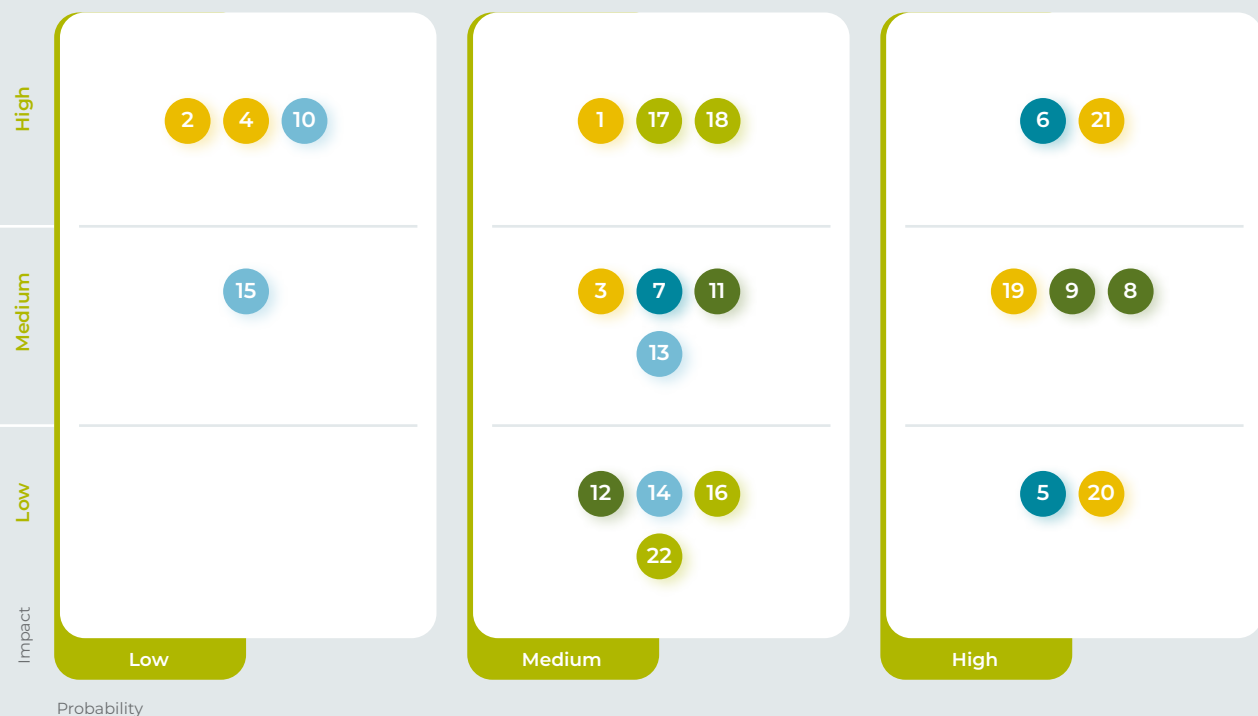 High
2 4 10
1 17 18
6 21
Medium
15
3 7 11
13
19 9 8
Low
12 14 16
22
5 20
Impact
Low
Medium
High
Probability